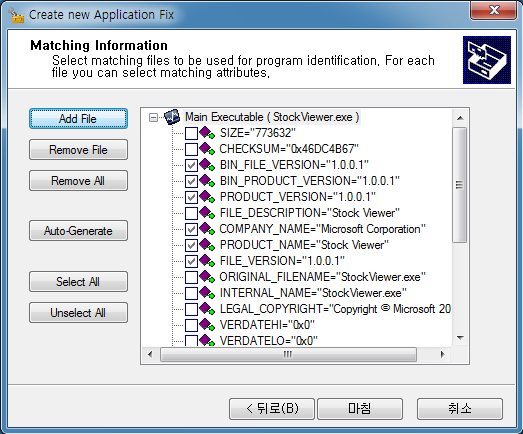 Create new Application Fix
Matching Information
Select matching files to be used for program identification. For each
file you can select matching attributes.
Add File
Remove File
Remove All
Auto-Generate
Select All
Unselect All
Main Executable ( StockViewer.exe )
SIZE="773632"
CHECKSUM="0x46DC4B67"
BIN_FILE_VERSION="1.0.0.1"
BIN_PRODUCT_VERSION="1.0.0.1"
PRODUCT_VERSION="1.0.0.1"
FILE_DESCRIPTION="Stock Viewer"
COMPANY_NAME="Microsoft Corporation"
PRODUCT_NAME="Stock Viewer"
FILE_VERSION="1.0.0.1"
ORIGINAL_FILENAME="StockViewer.exe"
INTERNAL_NAME="StockViewer.exe"
LEGAL_COPYRIGHT="Copyright © Microsoft 20
VERDATEHI="0x0"
VERDATELO="0x0"
< 뒤로(B)
마침
취소